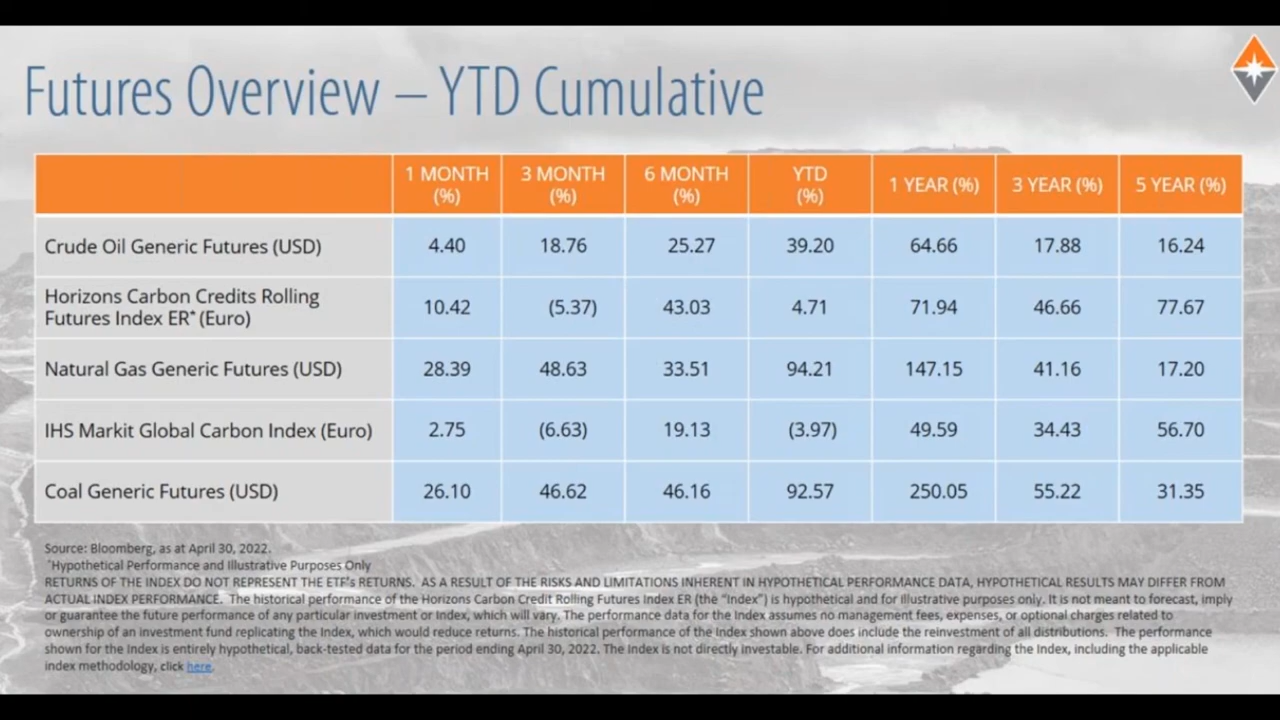 Futures Overview – YTD Cumulative
1 MONTH (%) 3 MONTH (%) 6 MONTH (%) YTD (%) 1 YEAR (%) 3 YEAR (%) 5 YEAR (%)
Crude Oil Generic Futures (USD) 4.40 18.76 25.27 39.20 64.66 17.88 16.24
Horizons Carbon Credits Rolling
Futures Index ER* (Euro) 10.42 (5.37) 43.03 4.71 71.94 46.66 77.67
Natural Gas Generic Futures (USD) 28.39 48.63 33.51 94.21 147.15 41.16 17.20
IHS Markit Global Carbon Index (Euro) 2.75 (6.63) 19.13 (3.97) 49.59 34.43 56.70
Coal Generic Futures (USD) 26.10 46.62 46.16 92.57 250.05 55.22 31.35
Source: Bloomberg, as at April 30, 2022.
*Hypothetical Performance and Illustrative Purposes Only
RETURNS OF THE INDEX DO NOT REPRESENT THE ETF's RETURNS. AS A RESULT OF THE RISKS AND LIMITATIONS INHERENT IN HYPOTHETICAL PERFORMANCE DATA, HYPOTHETICAL RESULTS MAY DIFFER FROM
ACTUAL INDEX PERFORMANCE. The historical performance of the Horizons Carbon Credit Rolling Futures Index ER (the "Index") is hypothetical and for illustrative purposes only. It is not meant to forecast, imply
or guarantee the future performance of any particular investment or Index, which will vary. The performance data for the Index assumes no management fees, expenses, or optional charges related to
ownership of an investment fund replicating the Index, which would reduce returns. The historical performance of the Index shown above does include the reinvestment of all distributions. The performance
shown for the Index is entirely hypothetical, back-tested data for the period ending April 30, 2022. The Index is not directly investable. For additional information regarding the Index, including the applicable
index methodology, click here.